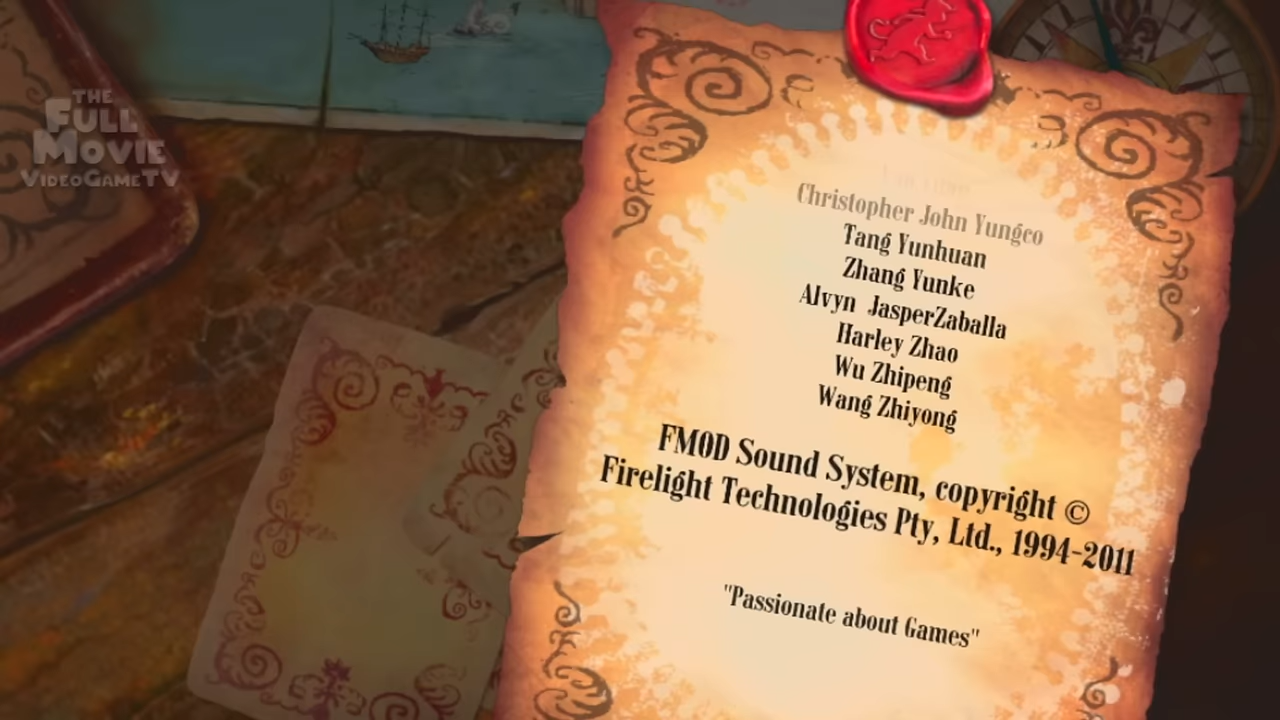 THE
FULL
MOVIE
VIDEOGAMETV
Christopher John Yungco
Tang Yunhuan
Zhang Yunke
Alvyn JasperZaballa
Harley Zhao
Wu Zhipeng
Wang Zhiyong
FMOD Sound System, copyright ©
Firelight Technologies Pty, Ltd., 1994-2011
"Passionate about Games"